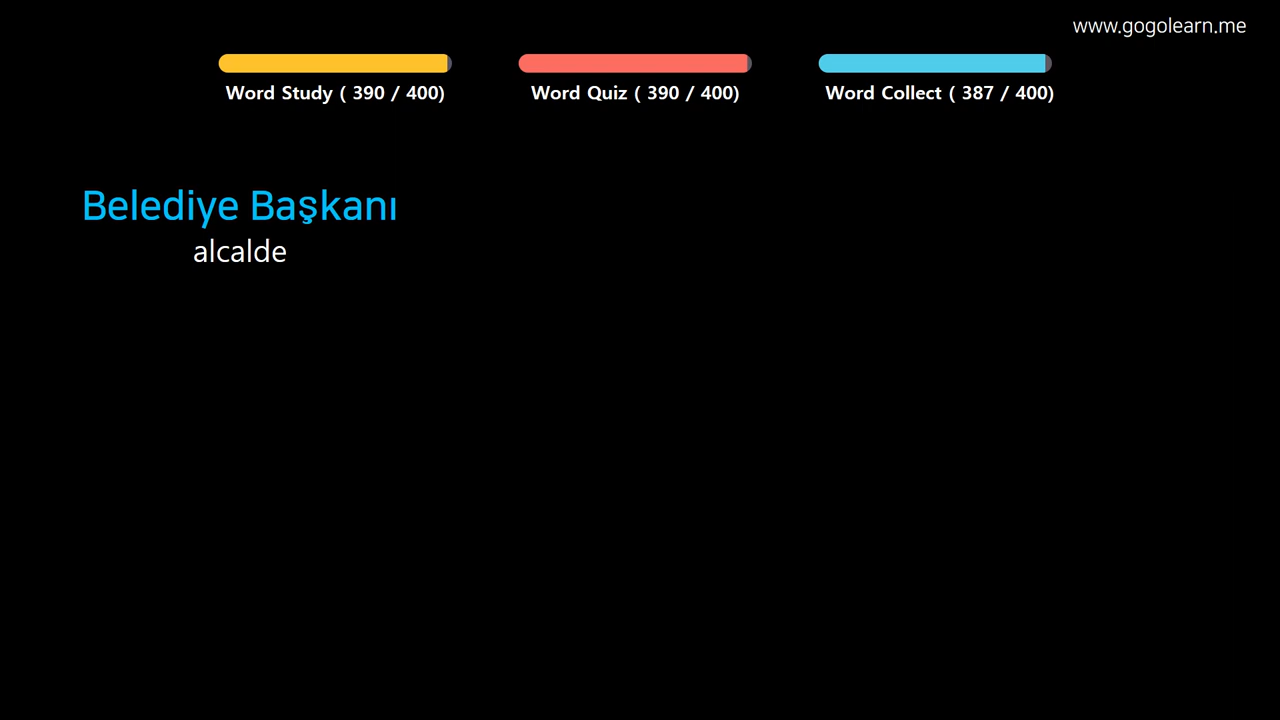 www.gogolearn.me
Word Study ( 390 / 400)
Word Quiz ( 390 / 400)
Word Collect ( 387 / 400)
Belediye Başkanı
alcalde